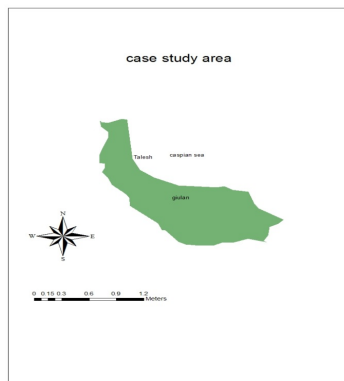 case study area
Talesh
caspian sea
giulan
N
W E
S
0 0.15 0.3 0.6 0.9 1.2
Meters